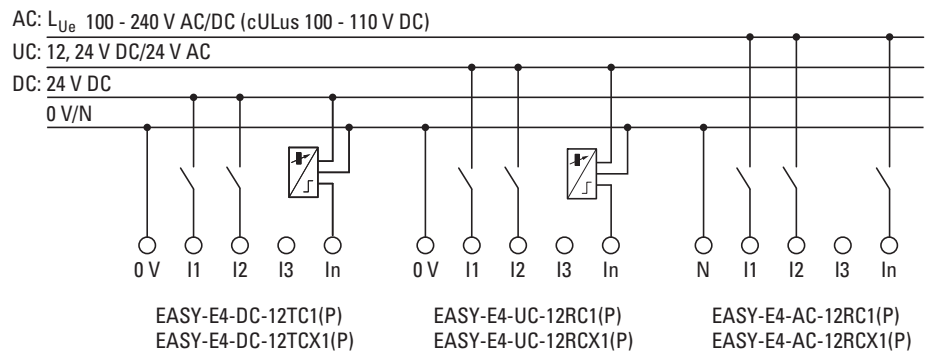 AC: LUe 100 - 240 V AC/DC (cULus 100 - 110 V DC)
UC: 12, 24 V DC/24 V AC
DC: 24 V DC
0 V/N
0 V I1 I2 I3 In 0 V I1 I2 I3 In N I1 I2 I3 In
EASY-E4-DC-12TC1(P) EASY-E4-UC-12RC1(P) EASY-E4-AC-12RC1(P)
EASY-E4-DC-12TCX1(P) EASY-E4-UC-12RCX1(P) EASY-E4-AC-12RCX1(P)